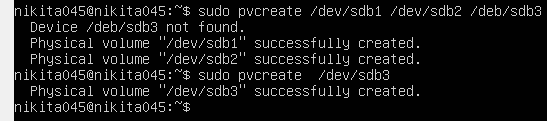 nikita045@nikita045:~$ sudo pvcreate /dev/sdb1 /dev/sdb2 /deb/sdb3
  Device /deb/sdb3 not found.
  Physical volume "/dev/sdb1" successfully created.
  Physical volume "/dev/sdb2" successfully created.
nikita045@nikita045:~$ sudo pvcreate  /dev/sdb3
  Physical volume "/dev/sdb3" successfully created.
nikita045@nikita045:~$